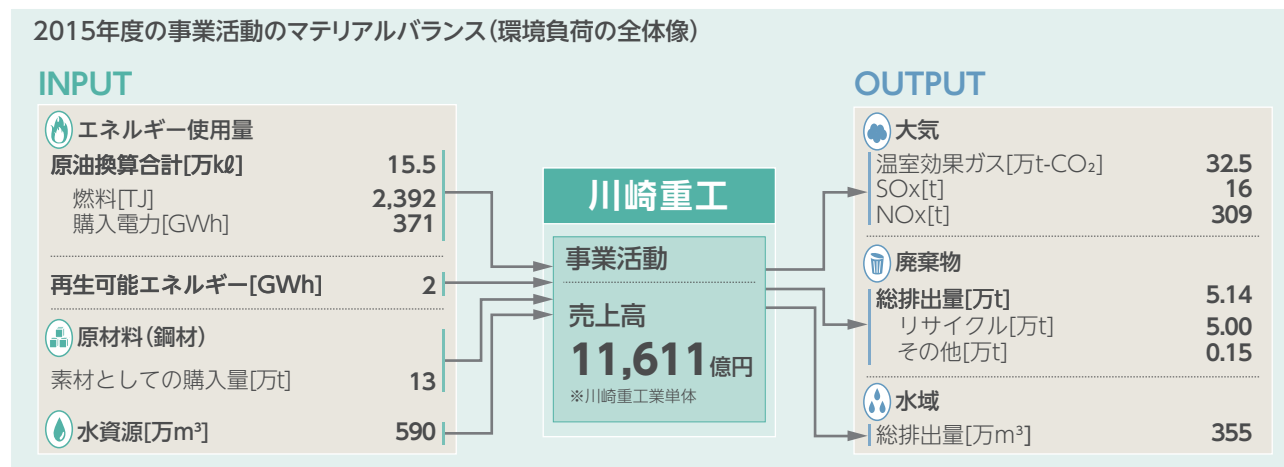 2015年度の事業活動のマテリアルバランス(環境負荷の全体像)
INPUT
エネルギー使用量
原油換算合計[万kℓ] 15.5
燃料[TJ] 2,392
購入電力[GWh] 371
再生可能エネルギー[GWh] 2
原材料(鋼材)
素材としての購入量[万t] 13
水資源[万m³] 590
川崎重工
事業活動
売上高
11,611億円
※川崎重工業単体
OUTPUT
大気
温室効果ガス[万t-CO₂] 32.5
SOx[t] 16
NOx[t] 309
廃棄物
総排出量[万t] 5.14
リサイクル[万t] 5.00
その他[万t] 0.15
水域
総排出量[万m³] 355